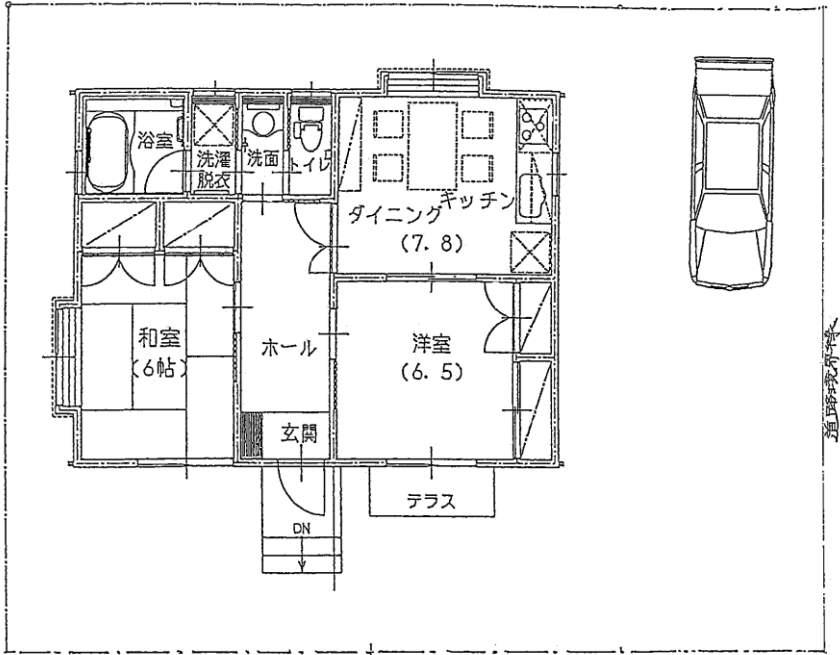 浴室
洗濯
脱衣
洗面
トイレ
ダイニング
キッチン
(7.8)
和室
(6帖)
ホール
洋室
(6.5)
玄関
テラス
DN
道路境界線